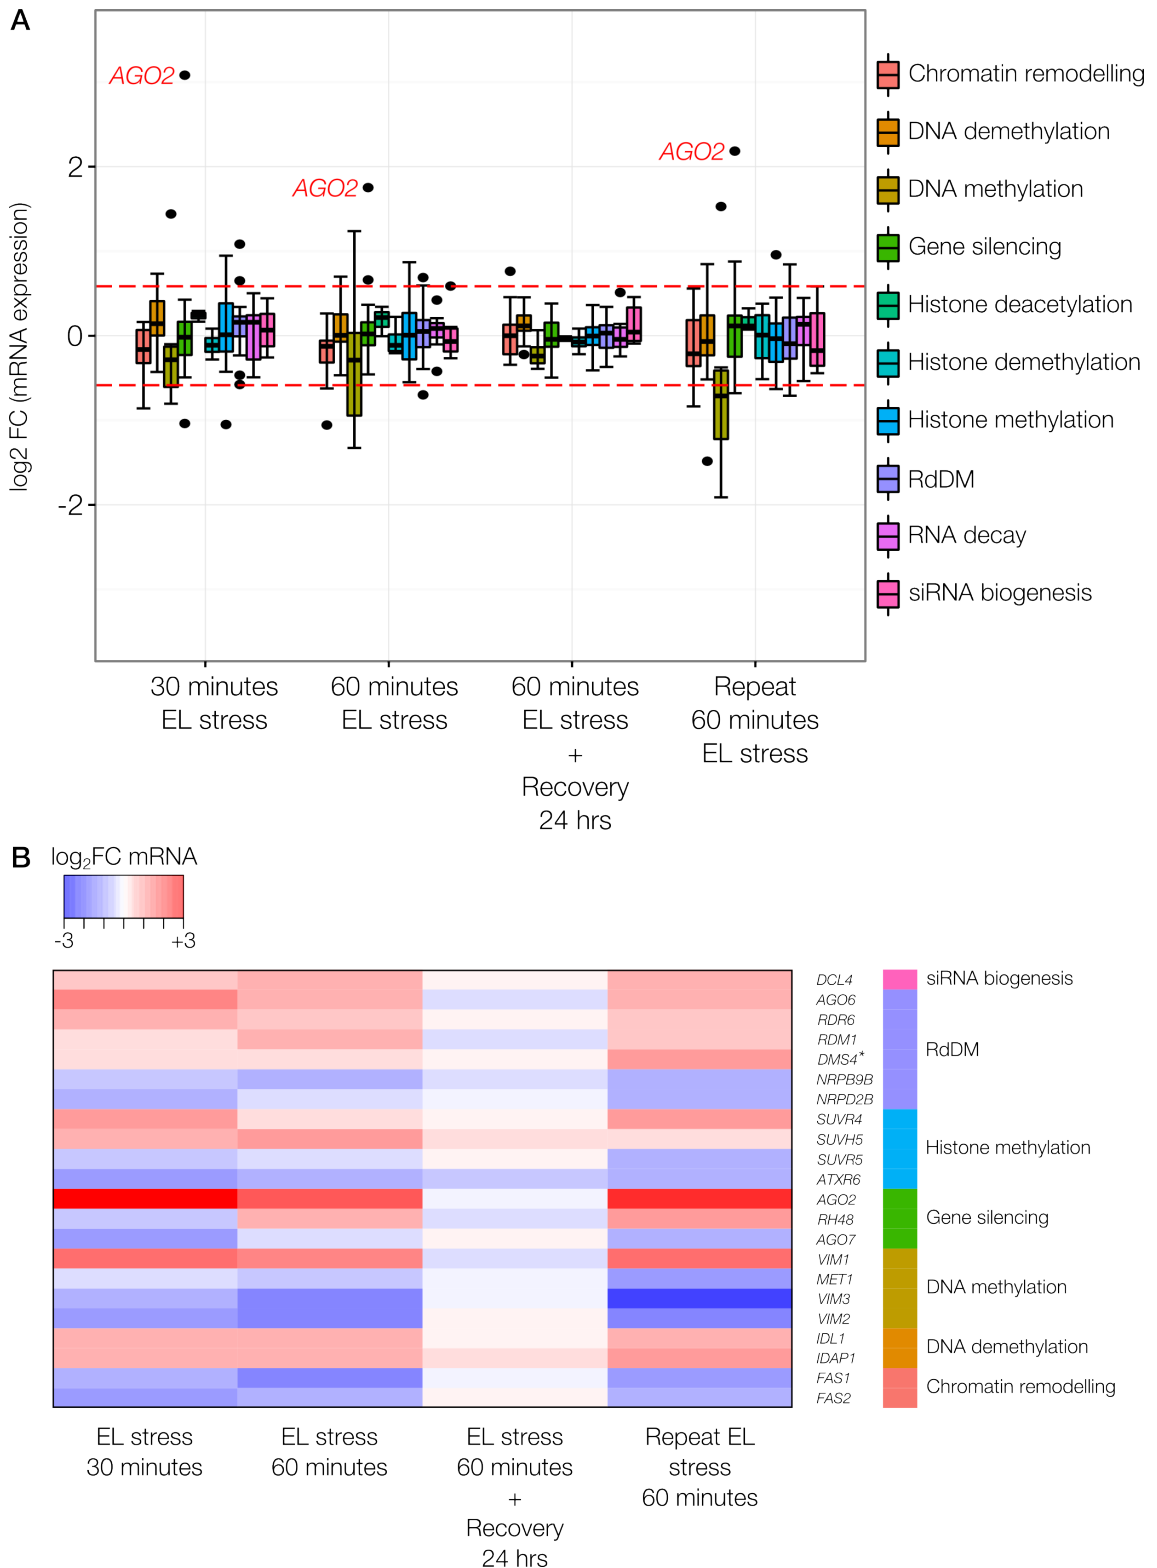 A
AGO2
AGO2
AGO2
2
0
-2
log2 FC (mRNA expression)
Chromatin remodelling
DNA demethylation
DNA methylation
Gene silencing
Histone deacetylation
Histone demethylation
Histone methylation
RdDM
RNA decay
siRNA biogenesis
30 minutes
EL stress
60 minutes
EL stress
60 minutes
EL stress
+
Recovery
24 hrs
Repeat
60 minutes
EL stress
B
log2FC mRNA
-3
+3
DCL4
AGO6
RDR6
RDM1
DMS4*
NRPB9B
NRPD2B
SUVR4
SUVH5
SUVR5
ATXR6
AGO2
RH48
AGO7
VIM1
MET1
VIM3
VIM2
IDL1
IDAP1
FAS1
FAS2
siRNA biogenesis
RdDM
Histone methylation
Gene silencing
DNA methylation
DNA demethylation
Chromatin remodelling
EL stress
30 minutes
EL stress
60 minutes
EL stress
60 minutes
+
Recovery
24 hrs
Repeat EL
stress
60 minutes